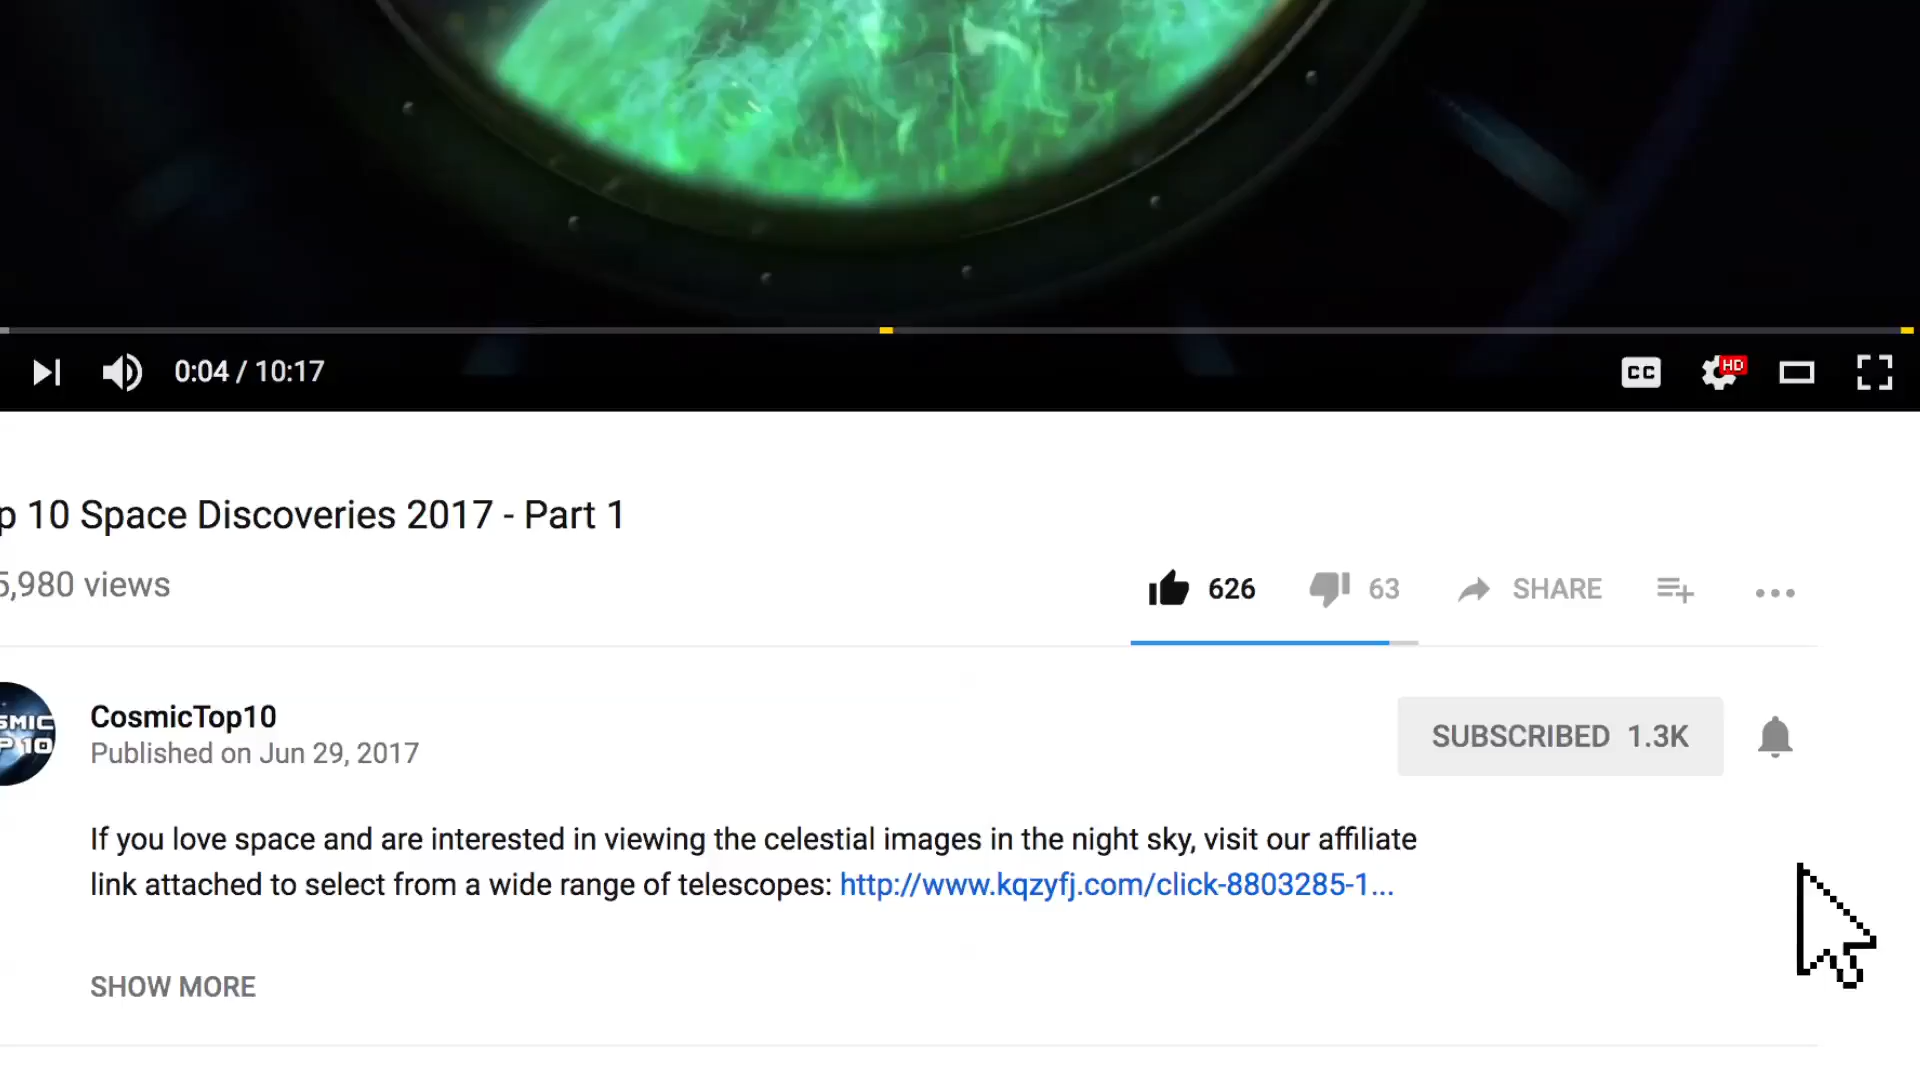 0:04 / 10:17
CC
HD
p 10 Space Discoveries 2017 - Part 1
5,980 views
626
63
SHARE
SMIC
P 10
CosmicTop10
Published on Jun 29, 2017
SUBSCRIBED 1.3K
If you love space and are interested in viewing the celestial images in the night sky, visit our affiliate
link attached to select from a wide range of telescopes: http://www.kqzyfj.com/click-8803285-1...
SHOW MORE